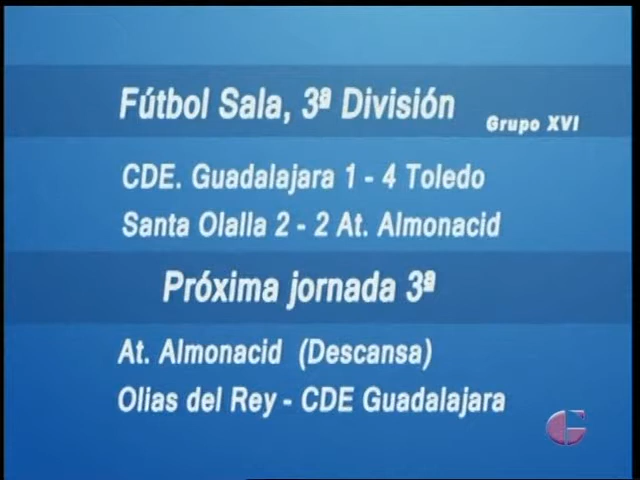 Fútbol Sala, 3ª División
Grupo XVI
CDE. Guadalajara 1 - 4 Toledo
Santa Olalla 2 - 2 At. Almonacid
Próxima jornada 3ª
At. Almonacid (Descansa)
Olias del Rey - CDE Guadalajara